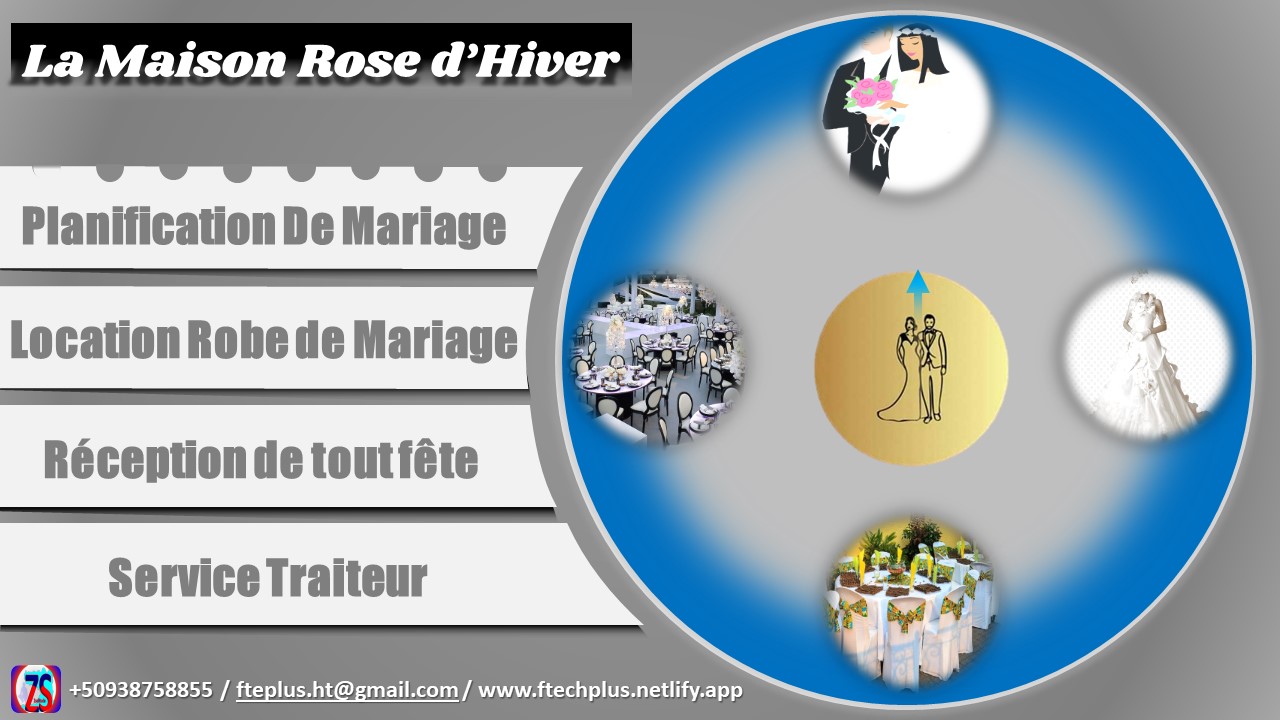 La Maison Rose d’Hiver
Planification De Mariage
Location Robe de Mariage
Réception de tout fête
Service Traiteur
ZS +50938758855 / fteplus.ht@gmail.com / www.ftechplus.netlify.app